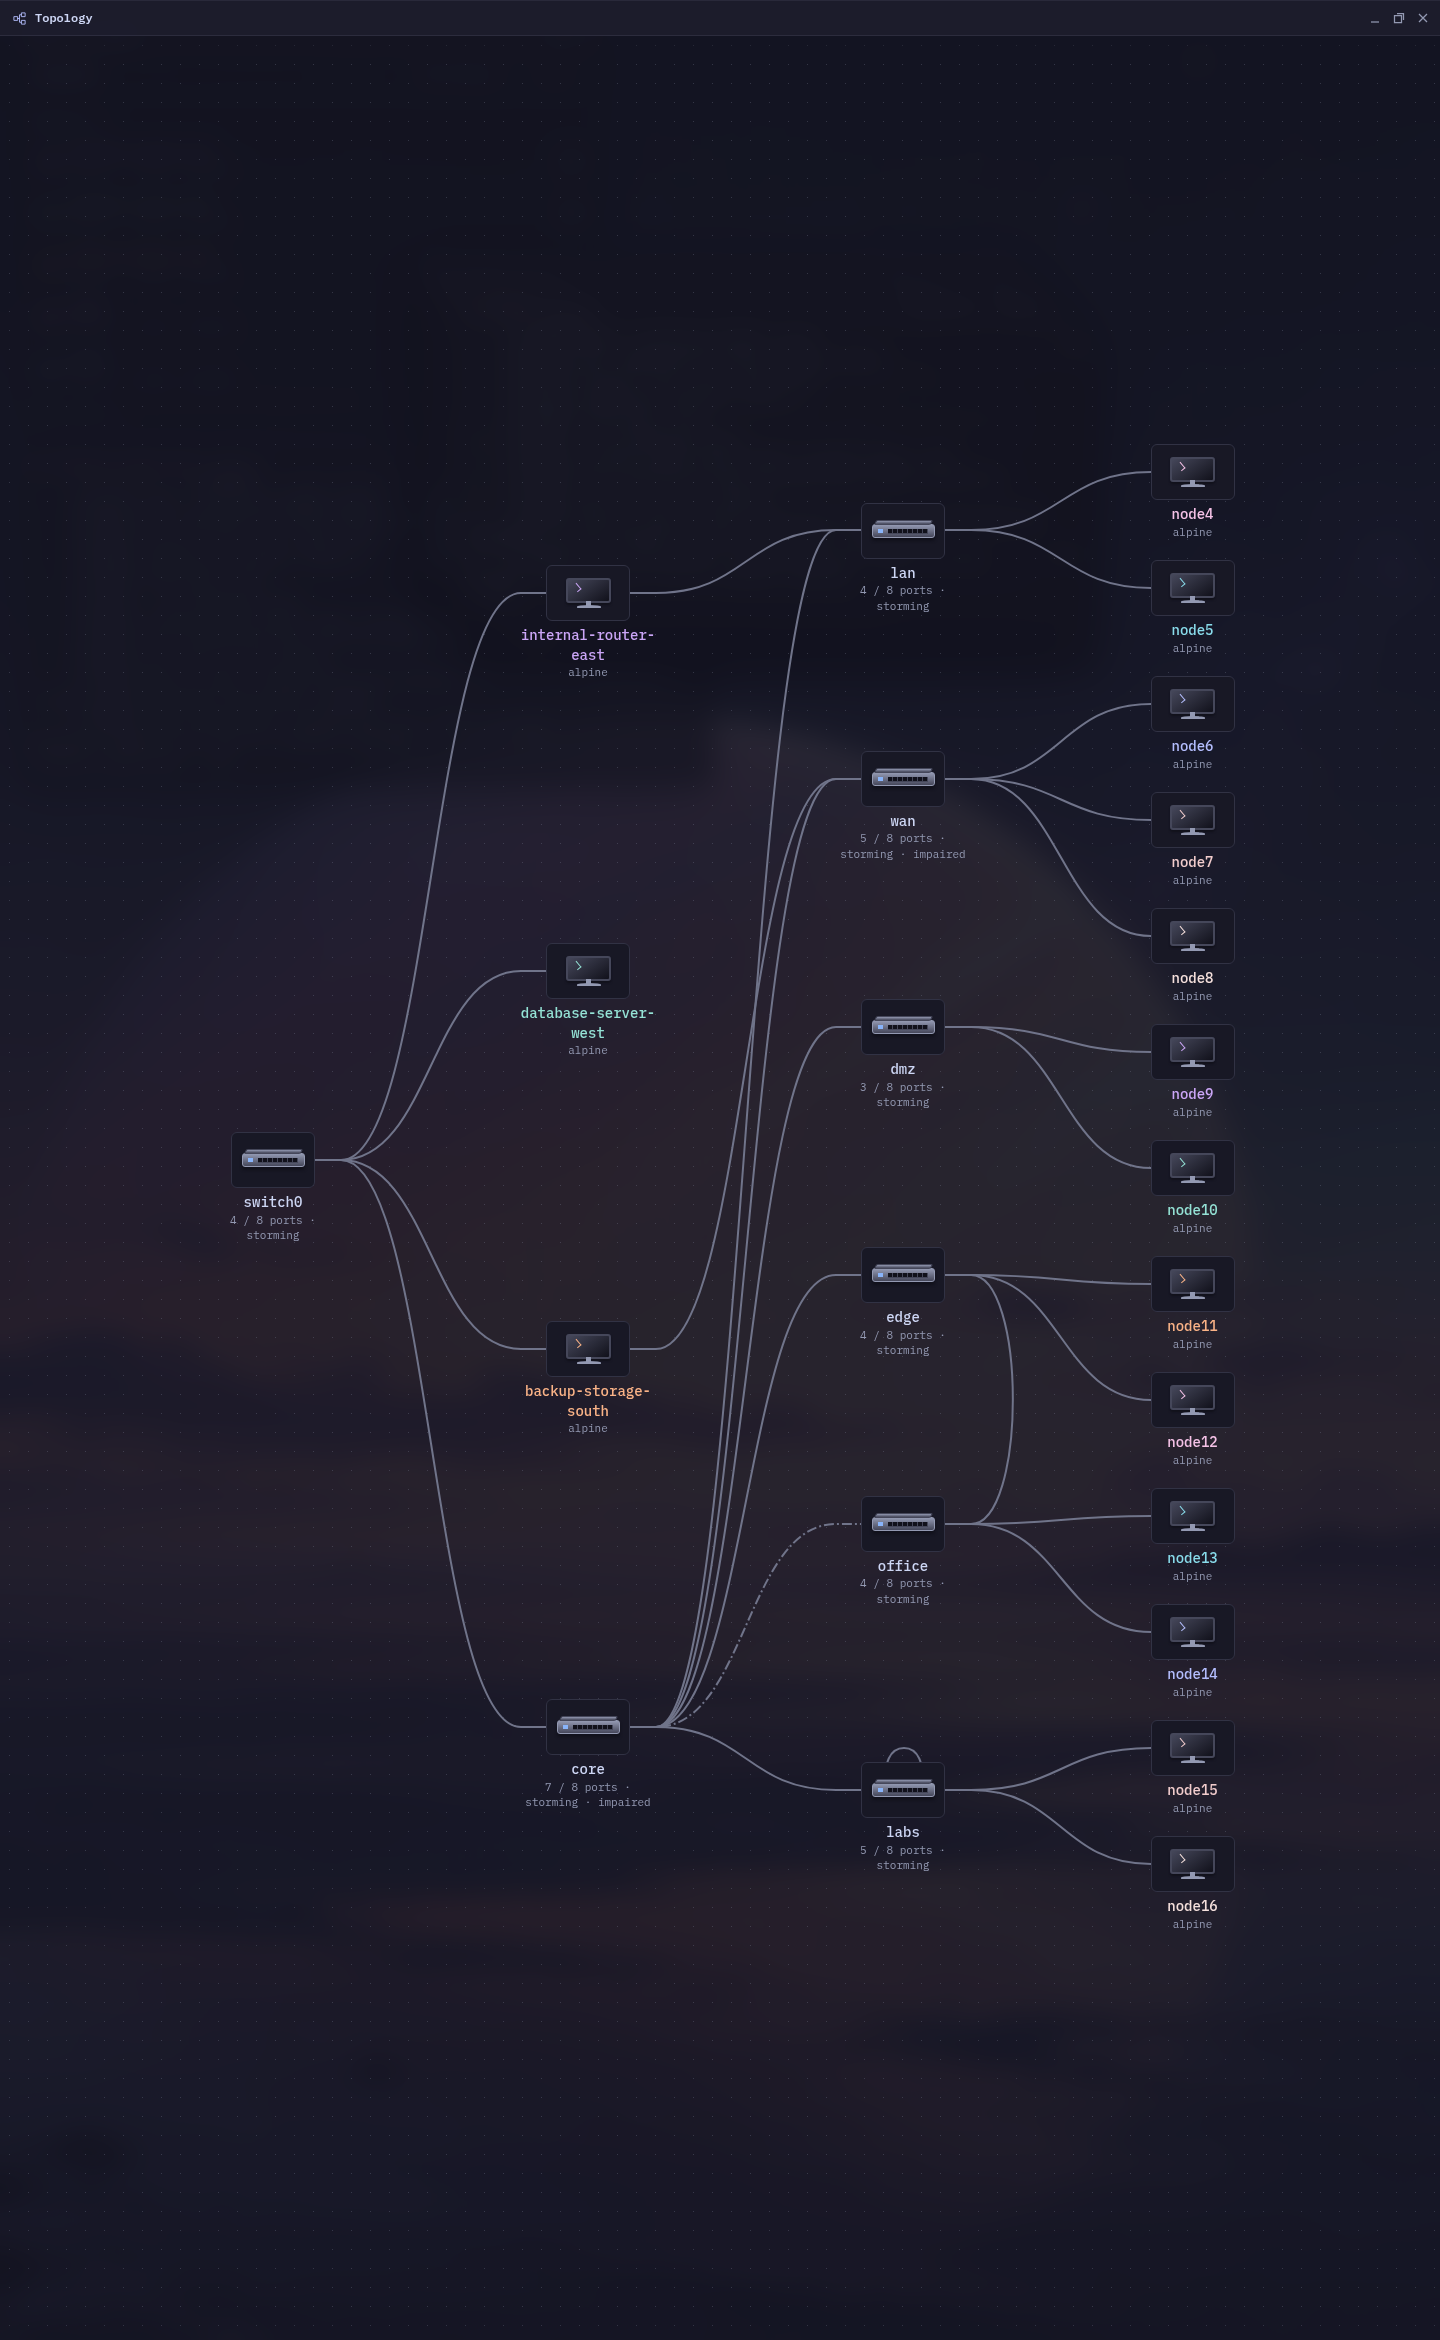 Topology
node4
alpine
lan
4 / 8 ports ·
storming
node5
alpine
internal-router-
east
alpine
node6
alpine
wan
5 / 8 ports ·
storming · impaired
node7
alpine
node8
alpine
database-server-
west
alpine
dmz
3 / 8 ports ·
storming
node9
alpine
switch0
4 / 8 ports ·
storming
node10
alpine
edge
4 / 8 ports ·
storming
node11
alpine
backup-storage-
south
alpine
node12
alpine
office
4 / 8 ports ·
storming
node13
alpine
node14
alpine
core
7 / 8 ports ·
storming · impaired
node15
alpine
labs
5 / 8 ports ·
storming
node16
alpine